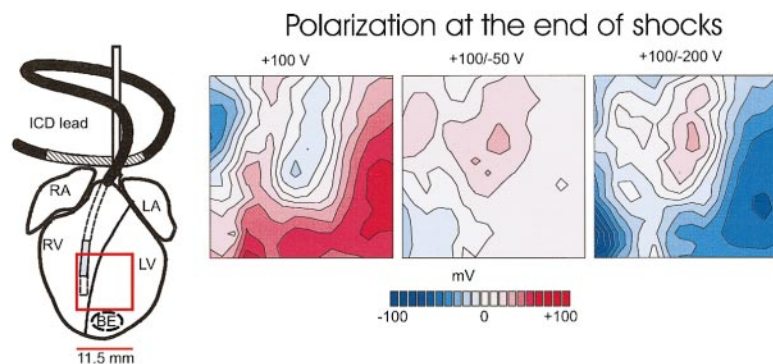 Polarization at the end of shocks
+100 V
+100/-50 V
+100/-200 V
ICD lead
RA
LA
RV
LV
BE
11.5 mm
mV
-100
0
+100